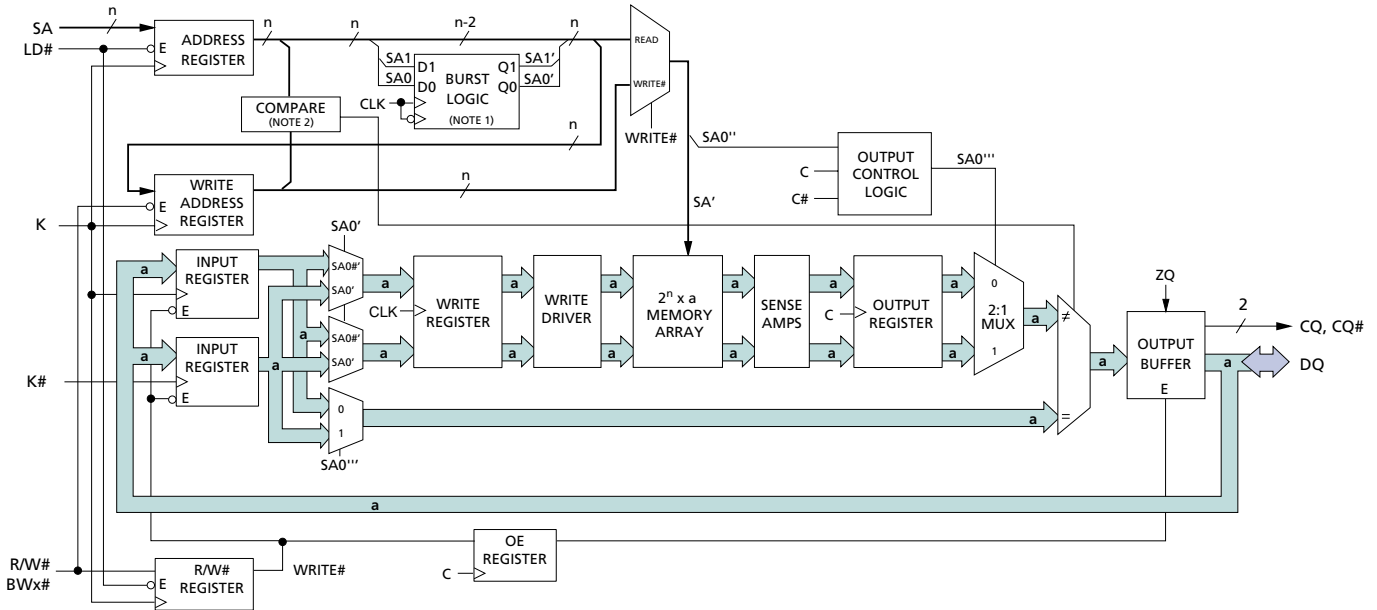 n
SA
LD#
E
ADDRESS
REGISTER
n
n
n-2
n
SA1
SA0
D1
D0
BURST
LOGIC
(NOTE 1)
Q1
Q0
SA1'
SA0'
CLK
READ
WRITE#
WRITE#
COMPARE
(NOTE 2)
n
n
K
E
WRITE
ADDRESS
REGISTER
SA0''
SA'
C
C#
OUTPUT
CONTROL
LOGIC
SA0'''
a
INPUT
REGISTER
E
a
INPUT
REGISTER
E
K#
a
a
SA0'
SA0#'
SA0'
SA0#'
SA0'
0
1
SA0'''
a
a
CLK
WRITE
REGISTER
a
a
WRITE
DRIVER
a
a
2ⁿ x a
MEMORY
ARRAY
a
a
SENSE
AMPS
a
a
C
OUTPUT
REGISTER
a
a
0
2:1
MUX
1
a
≠
=
a
a
ZQ
OUTPUT
BUFFER
E
2
CQ, CQ#
a
DQ
a
R/W#
BWx#
R/W#
REGISTER
E
WRITE#
OE
REGISTER
C